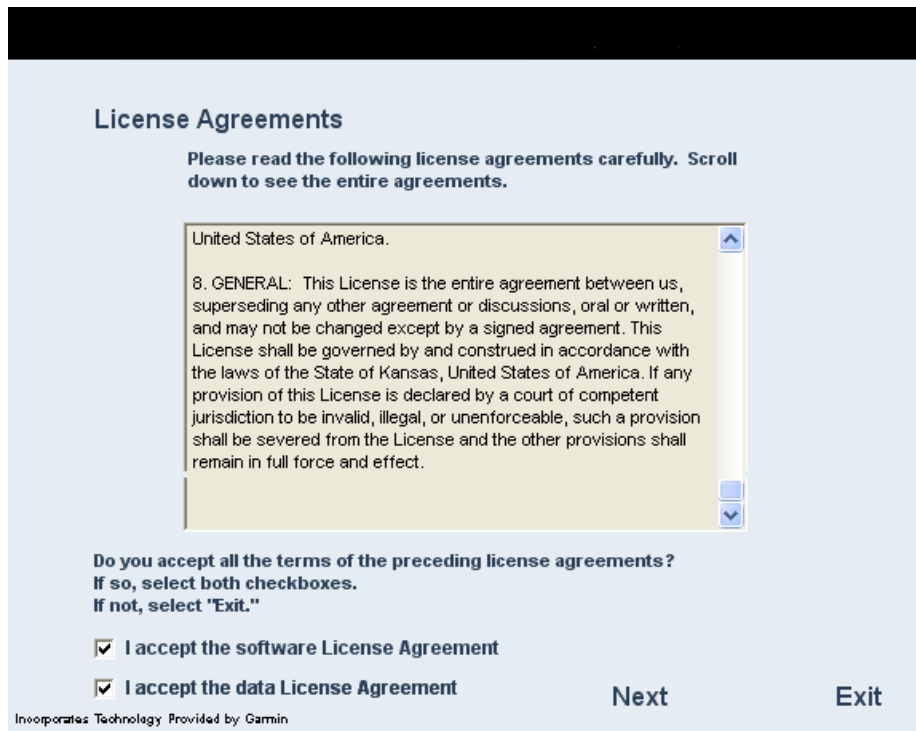 License Agreements
Please read the following license agreements carefully.  Scroll
down to see the entire agreements.
United States of America.
8. GENERAL:  This License is the entire agreement between us,
superseding any other agreement or discussions, oral or written,
and may not be changed except by a signed agreement. This
License shall be governed by and construed in accordance with
the laws of the State of Kansas, United States of America. If any
provision of this License is declared by a court of competent
jurisdiction to be invalid, illegal, or unenforceable, such a provision
shall be severed from the License and the other provisions shall
remain in full force and effect.
Do you accept all the terms of the preceding license agreements?
If so, select both checkboxes.
If not, select "Exit."
I accept the software License Agreement
I accept the data License Agreement
Next
Exit
Incorporates Technology Provided by Garmin